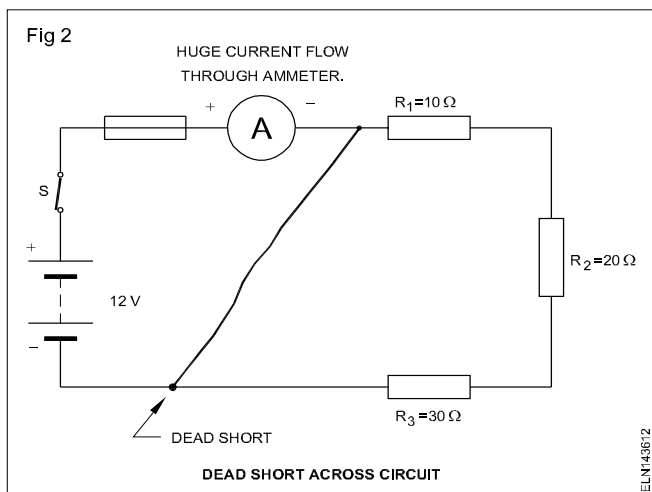 Fig 2
HUGE CURRENT FLOW
THROUGH AMMETER.
+ A −
R1=10 Ω
S
+
12 V
−
R2=20 Ω
R3=30 Ω
DEAD SHORT
DEAD SHORT ACROSS CIRCUIT
ELN143612